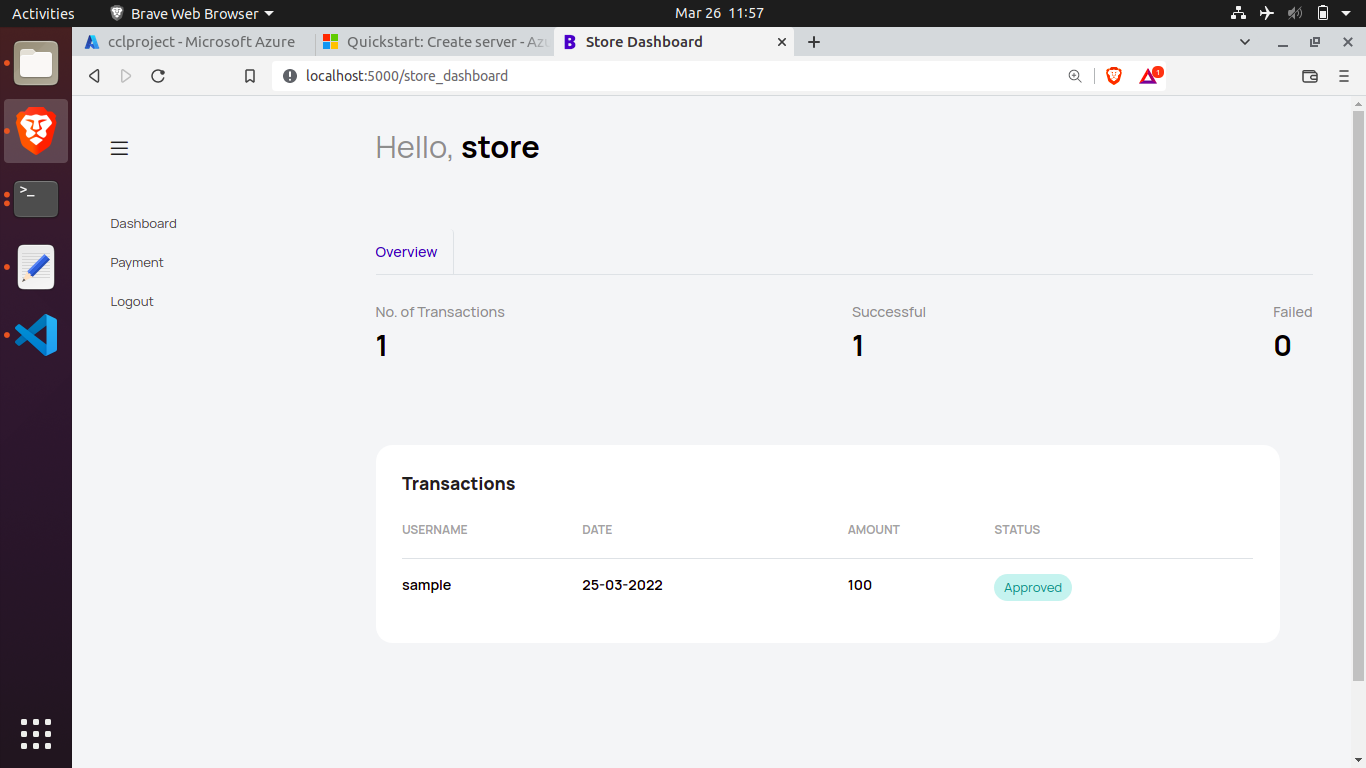 Activities Brave Web Browser Mar 26 11:57
cclproject - Microsoft Azure Quickstart: Create server - Azu Store Dashboard
localhost:5000/store_dashboard 1
Hello, store
Dashboard
Payment
Logout
Overview
No. of Transactions Successful Failed
1 1 0
Transactions
USERNAME DATE AMOUNT STATUS
sample 25-03-2022 100 Approved